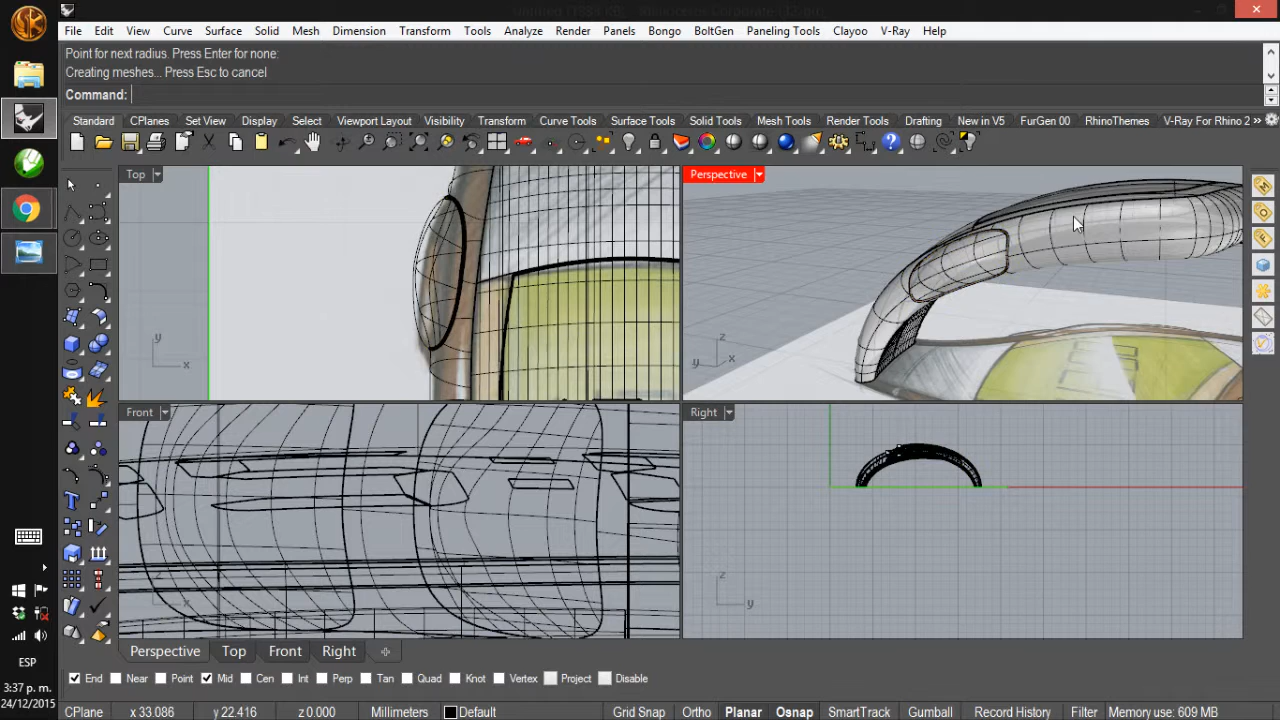 File Edit View Curve Surface Solid Mesh Dimension Transform Tools Analyze Render Panels Bongo BoltGen Paneling Tools Clayoo V-Ray Help
Point for next radius. Press Enter for none:
Creating meshes... Press Esc to cancel
Command:
Standard CPlanes Set View Display Select Viewport Layout Visibility Transform Curve Tools Surface Tools Solid Tools Mesh Tools Render Tools Drafting New in V5 FurGen 00 RhinoThemes V-Ray For Rhino 2 »
Top
Perspective
y
x
z
y
x
Front
Right
z
x
z
y
Perspective Top Front Right
End Near Point Mid Cen Int Perp Tan Quad Knot Vertex Project Disable
CPlane x 33.086 y 22.416 z 0.000 Millimeters Default Grid Snap Ortho Planar Osnap SmartTrack Gumball Record History Filter Memory use: 609 MB
ESP
3:37 p. m.
24/12/2015